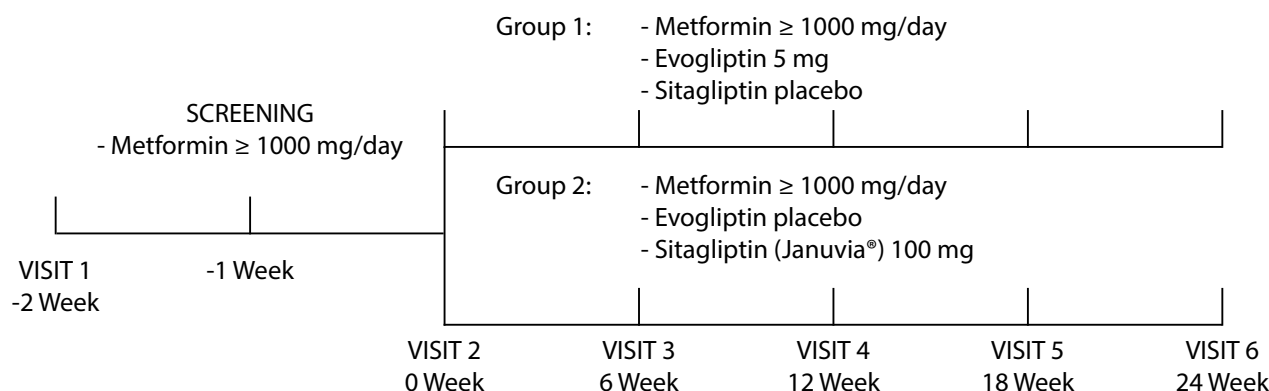 Group 1: - Metformin ≥ 1000 mg/day
- Evogliptin 5 mg
- Sitagliptin placebo
SCREENING
- Metformin ≥ 1000 mg/day
Group 2: - Metformin ≥ 1000 mg/day
- Evogliptin placebo
- Sitagliptin (Januvia®) 100 mg
VISIT 1
-2 Week
-1 Week
VISIT 2
0 Week
VISIT 3
6 Week
VISIT 4
12 Week
VISIT 5
18 Week
VISIT 6
24 Week